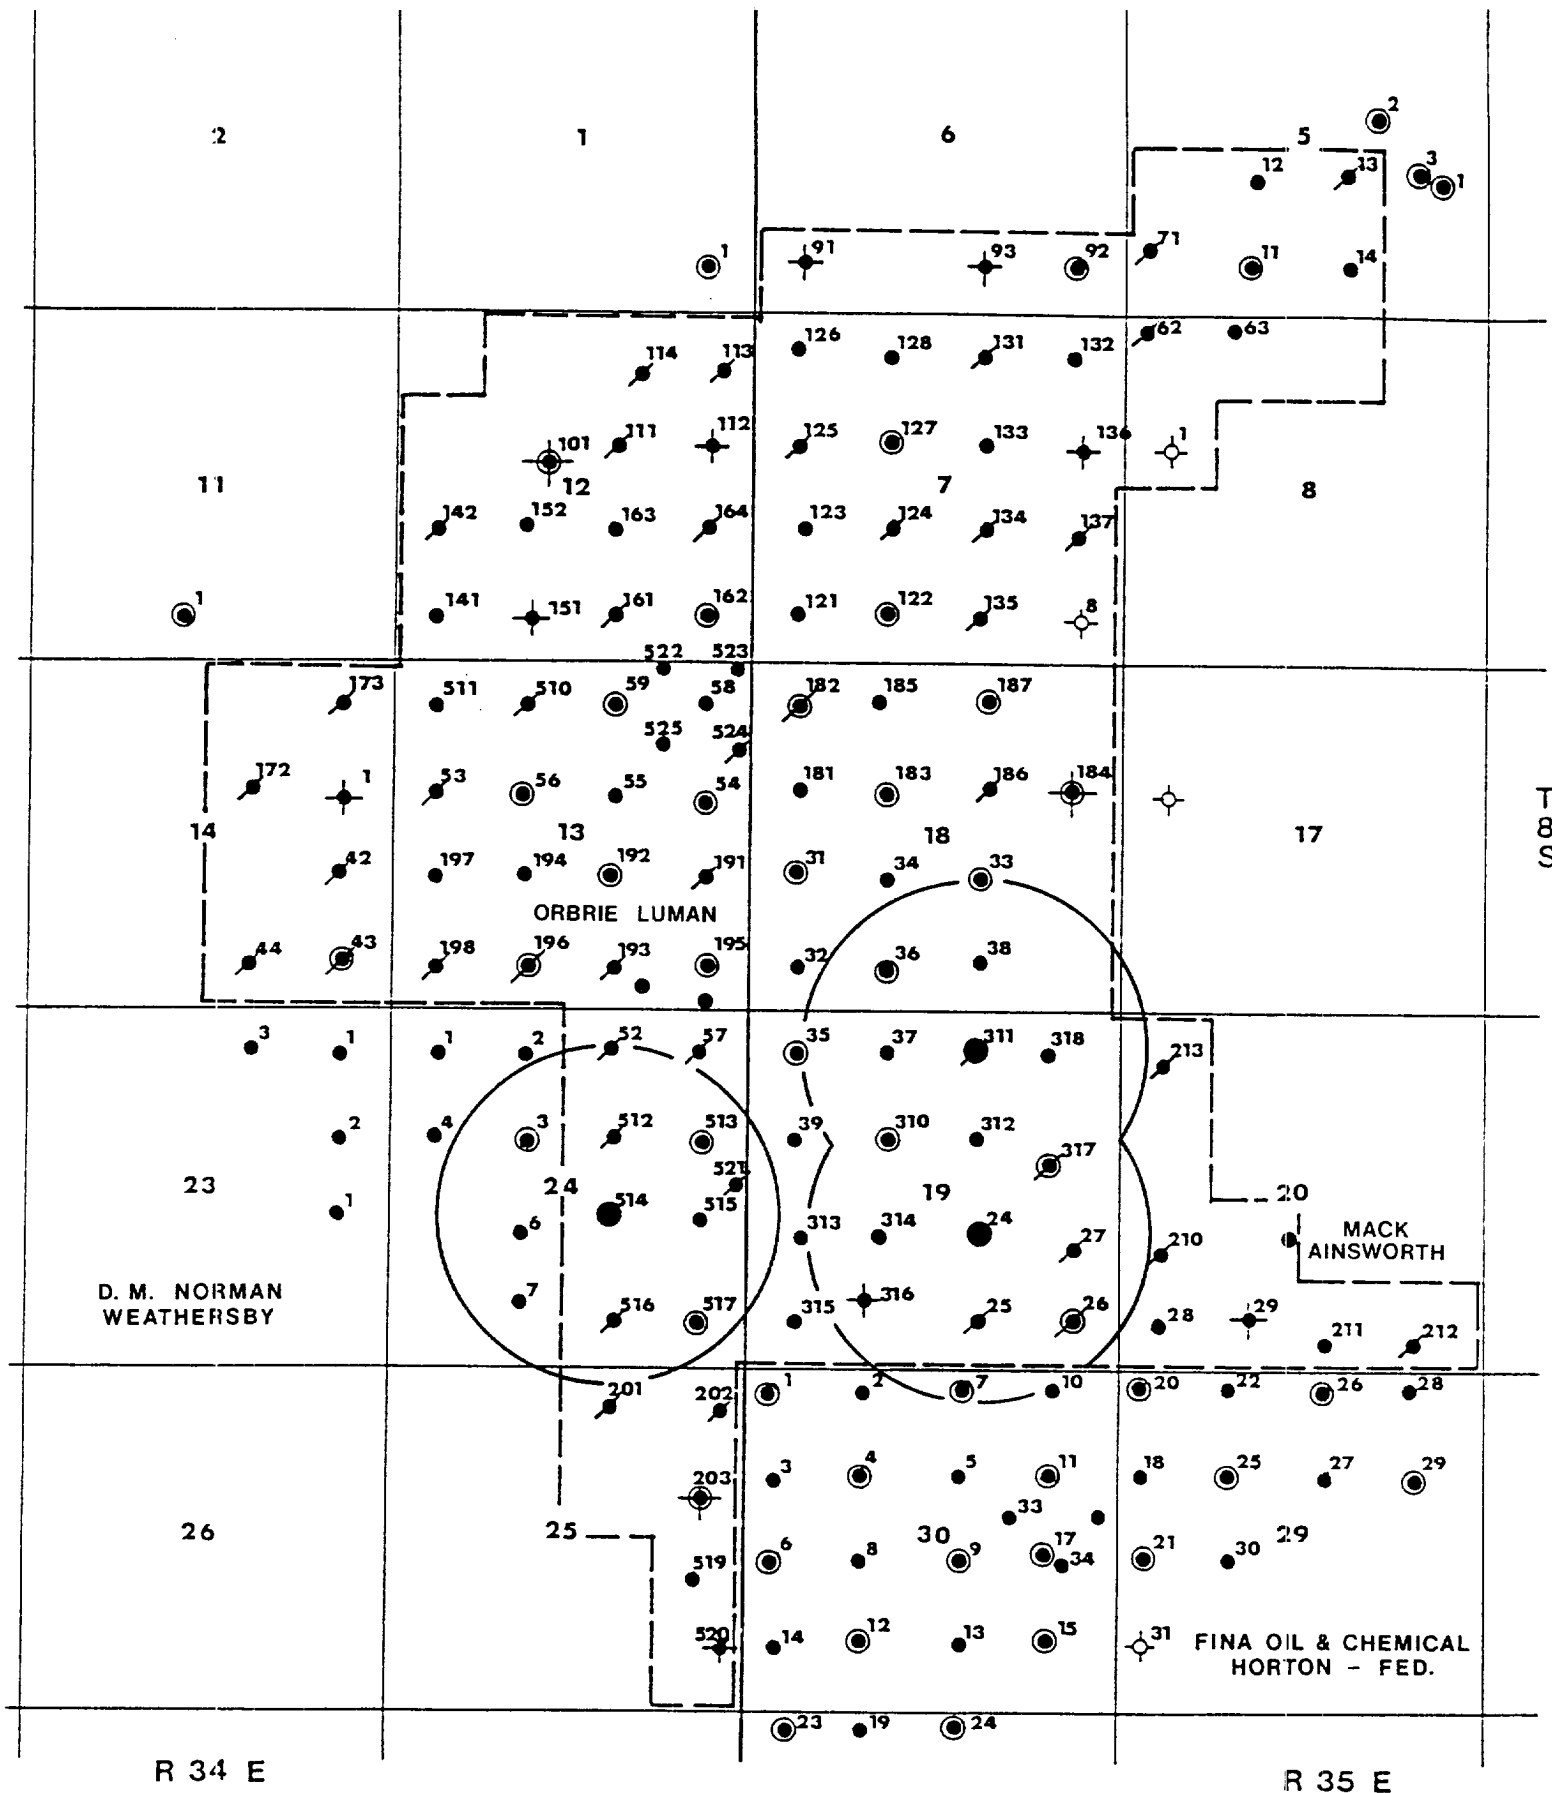 2
2 1 6 5
12 13 3 1
1 91 93 92 71 11 14
62 63
126 128 131 132
114 113
101 111 112 125 127 133 136 1
11 12 7 8
142 152 163 164 123 124 134 137
1 141 151 161 162 121 122 135 8
522 523
173 511 510 59 58 182 185 187
525 524
172 1 53 56 55 54 181 183 186 184
T
8
S
14 13 18 17
42 197 194 192 191 31 34 33
ORBRIE LUMAN
44 43 198 196 193 195 32 36 38
3 1 1 2 52 57 35 37 311 318 213
2 4 3 512 513 39 310 312 317
521
23 24 19 20
1 6 514 515 313 314 24 27 210
MACK
AINSWORTH
D. M. NORMAN
WEATHERSBY
7 516 517 315 316 25 26 28 29 211 212
201 202 1 2 7 10 20 22 26 28
203 3 4 5 11 18 25 27 29
33
26 25 30 29
519 6 8 9 17 34 21 30
520 14 12 13 15 31
FINA OIL & CHEMICAL
HORTON - FED.
23 19 24
R 34 E
R 35 E